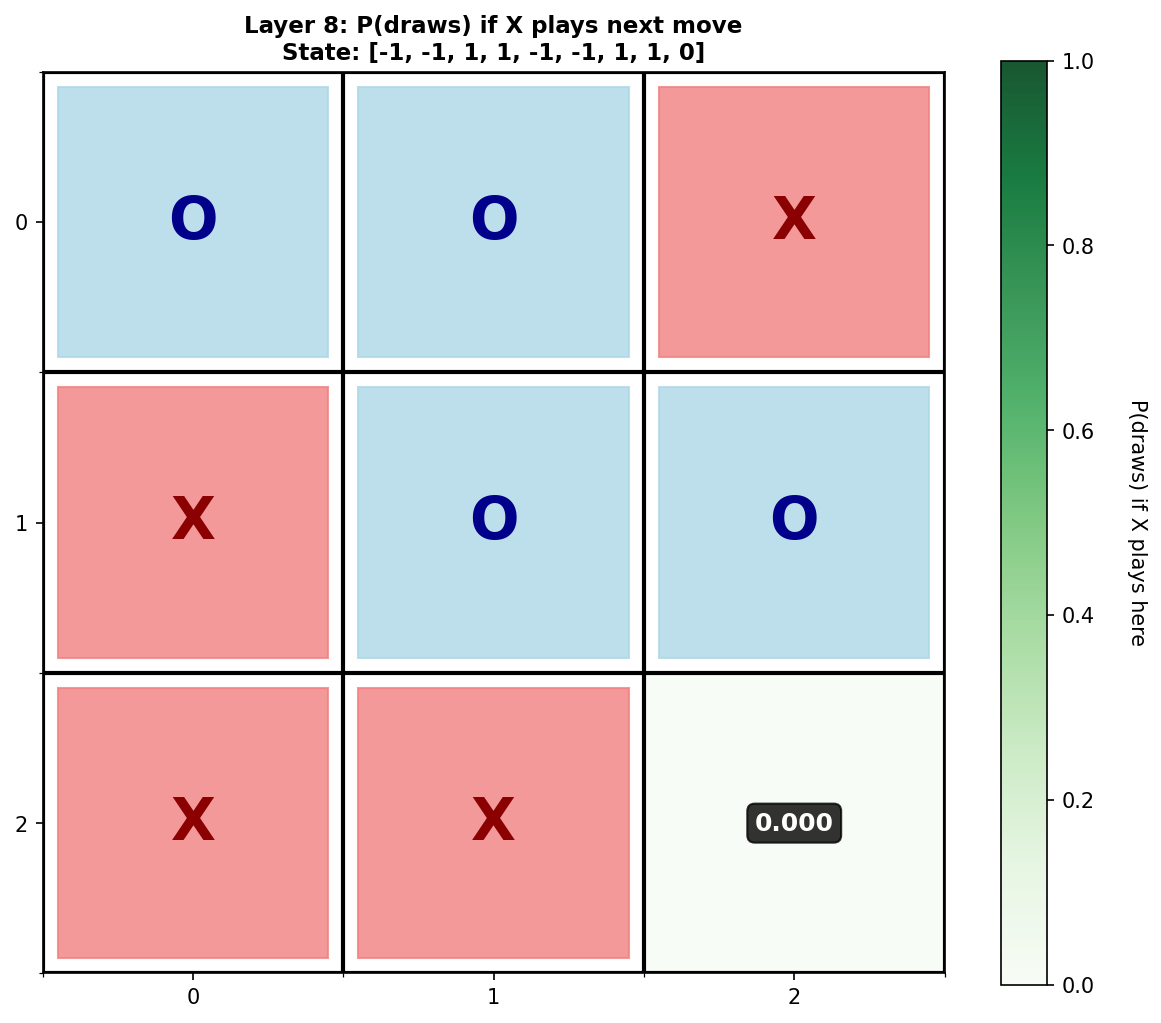 Layer 8: P(draws) if X plays next move
State: [-1, -1, 1, 1, -1, -1, 1, 1, 0]
O
O
X
X
O
O
X
X
0.000
0
1
2
0
1
2
1.0
0.8
0.6
0.4
0.2
0.0
P(draws) if X plays here